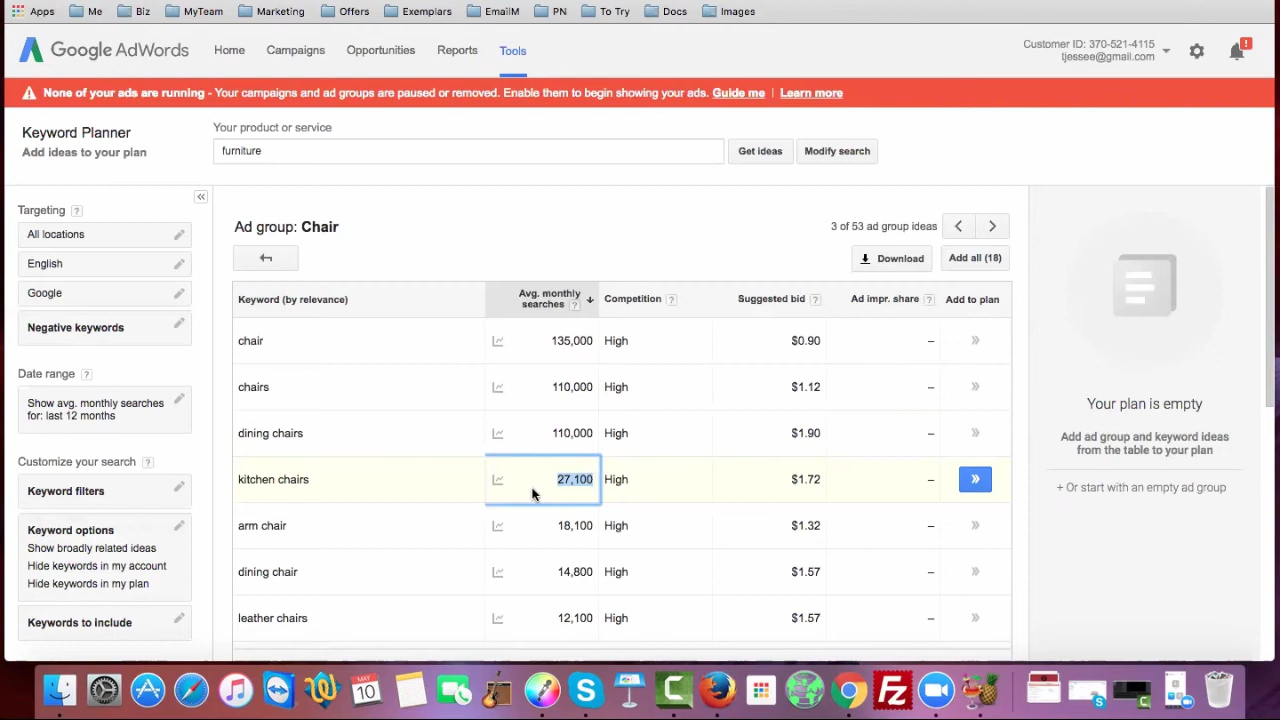 Apps Me Biz MyTeam Marketing Offers Exemplars EmailM PN To Try Docs Images
Google AdWords Home Campaigns Opportunities Reports Tools
Customer ID: 370-521-4115
tjessee@gmail.com
!
None of your ads are running - Your campaigns and ad groups are paused or removed. Enable them to begin showing your ads. Guide me | Learn more
Keyword Planner
Add ideas to your plan
Your product or service
furniture
Get ideas
Modify search
Targeting ?
All locations
English
Google
Negative keywords
Date range ?
Show avg. monthly searches
for: last 12 months
Customize your search ?
Keyword filters
Keyword options
Show broadly related ideas
Hide keywords in my account
Hide keywords in my plan
Keywords to include
Ad group: Chair
3 of 53 ad group ideas
Download
Add all (18)
Keyword (by relevance) Avg. monthly searches ? Competition ? Suggested bid ? Ad impr. share ? Add to plan
chair 135,000 High $0.90 –
chairs 110,000 High $1.12 –
dining chairs 110,000 High $1.90 –
kitchen chairs 27,100 High $1.72 –
arm chair 18,100 High $1.32 –
dining chair 14,800 High $1.57 –
leather chairs 12,100 High $1.57 –
Your plan is empty
Add ad group and keyword ideas
from the table to your plan
+ Or start with an empty ad group
MAY
10
FZ